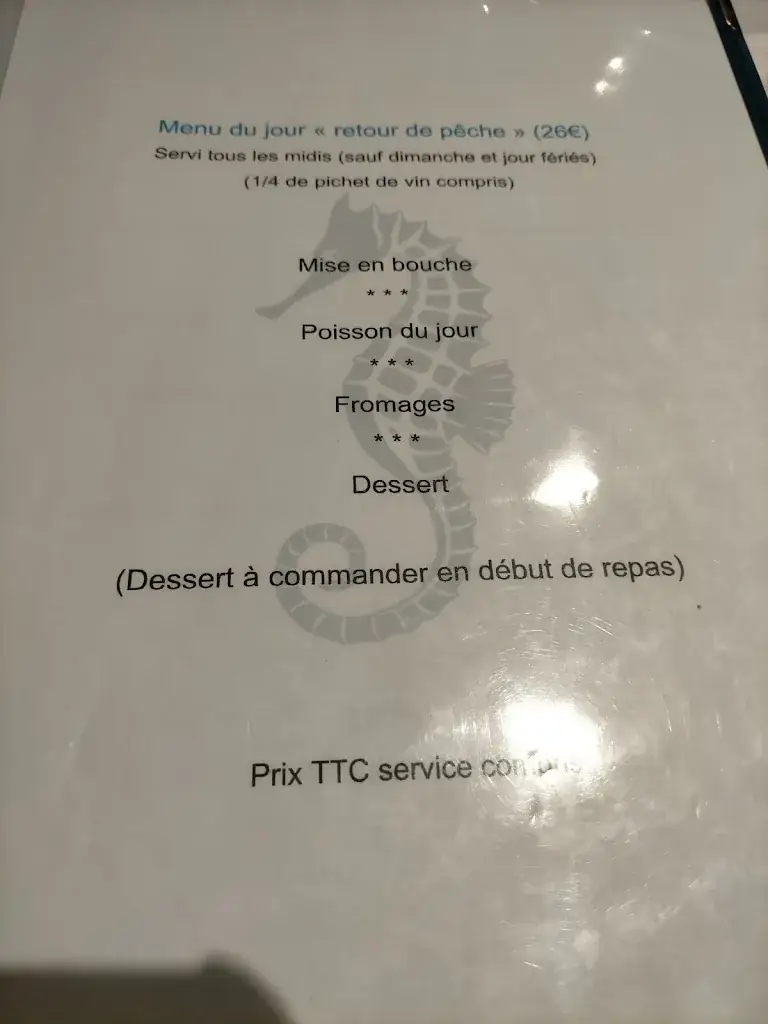 Menu du jour « retour de pêche » (26€)
Servi tous les midis (sauf dimanche et jour fériés)
(1/4 de pichet de vin compris)
Mise en bouche
* * *
Poisson du jour
* * *
Fromages
* * *
Dessert
(Dessert à commander en début de repas)
Prix TTC service compris